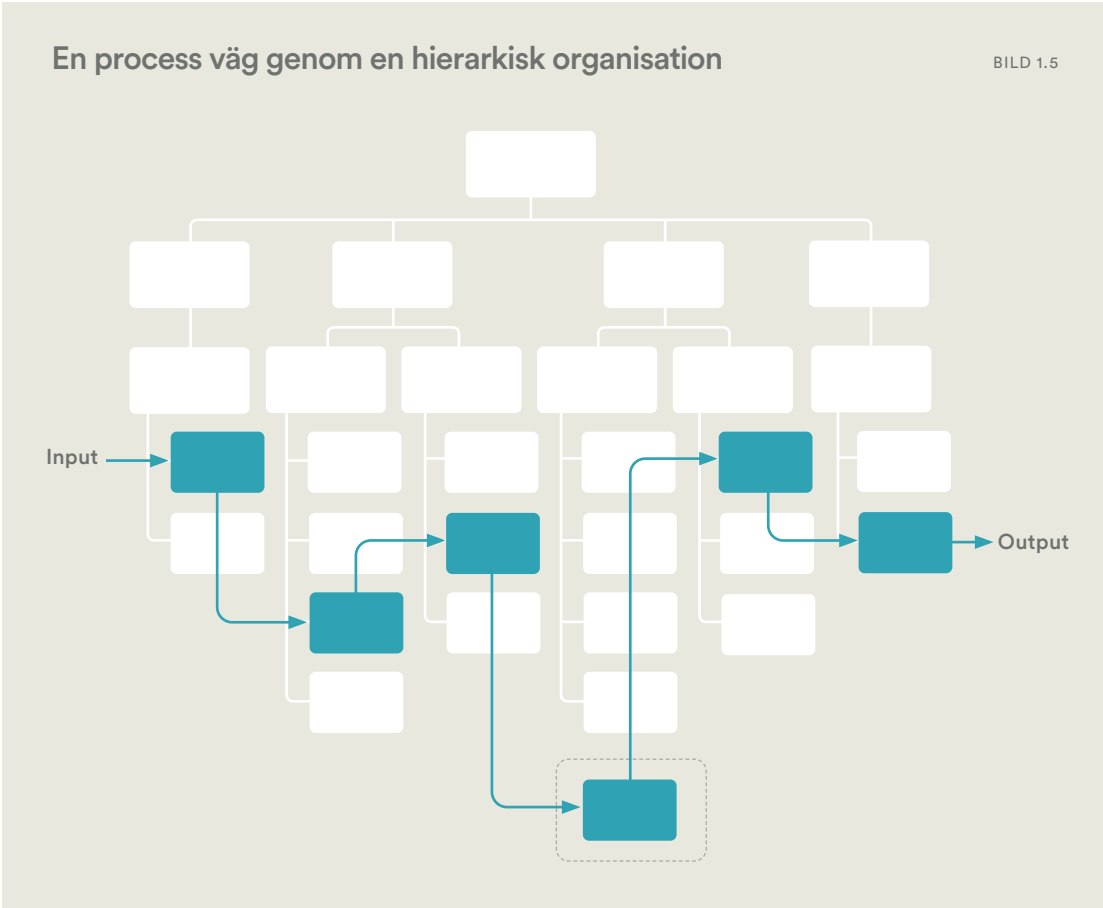 En process väg genom en hierarkisk organisation
BILD 1.5
Input
Output